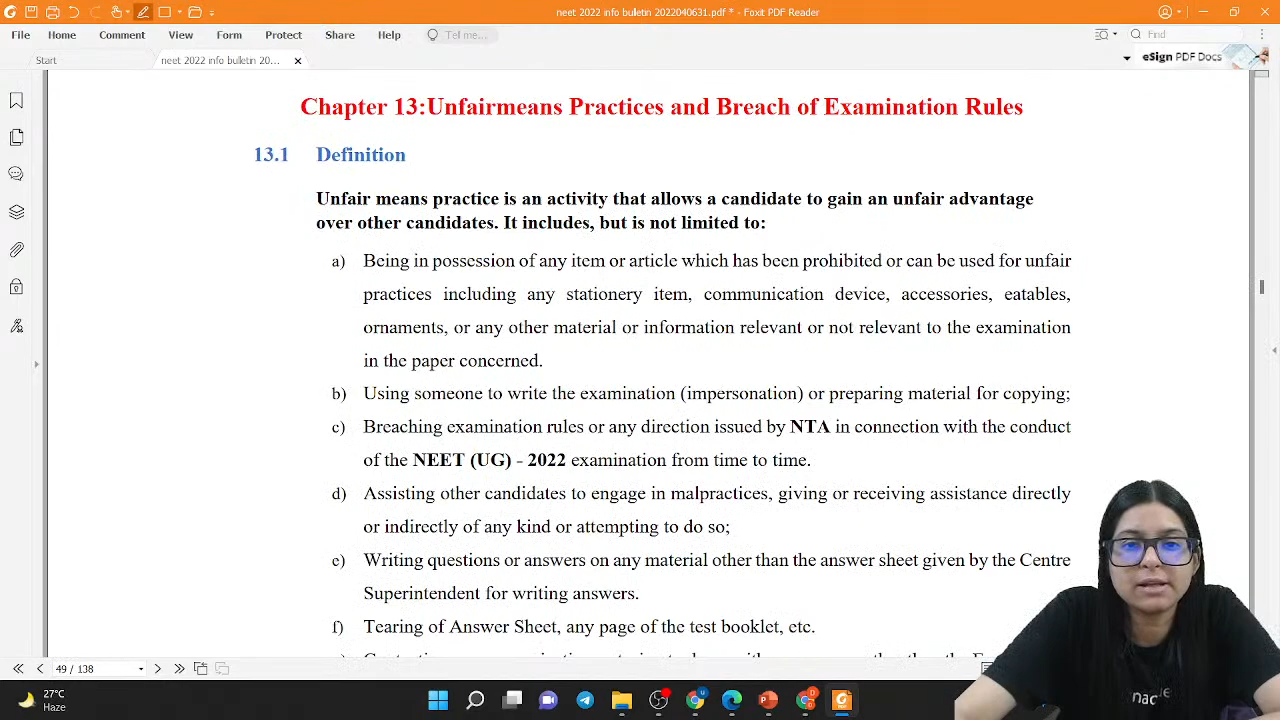 neet 2022 info buletin 2022040631.pdf * - Foxit PDF Reader
File Home Comment View Form Protect Share Help Tell me... Find
Start neet 2022 info buletin 20... eSign PDF Docs
Chapter 13:Unfairmeans Practices and Breach of Examination Rules
13.1 Definition
Unfair means practice is an activity that allows a candidate to gain an unfair advantage
over other candidates. It includes, but is not limited to:
a) Being in possession of any item or article which has been prohibited or can be used for unfair
practices including any stationery item, communication device, accessories, eatables,
ornaments, or any other material or information relevant or not relevant to the examination
in the paper concerned.
b) Using someone to write the examination (impersonation) or preparing material for copying;
c) Breaching examination rules or any direction issued by NTA in connection with the conduct
of the NEET (UG) - 2022 examination from time to time.
d) Assisting other candidates to engage in malpractices, giving or receiving assistance directly
or indirectly of any kind or attempting to do so;
e) Writing questions or answers on any material other than the answer sheet given by the Centre
Superintendent for writing answers.
f) Tearing of Answer Sheet, any page of the test booklet, etc.
49 / 138
27°C
Haze